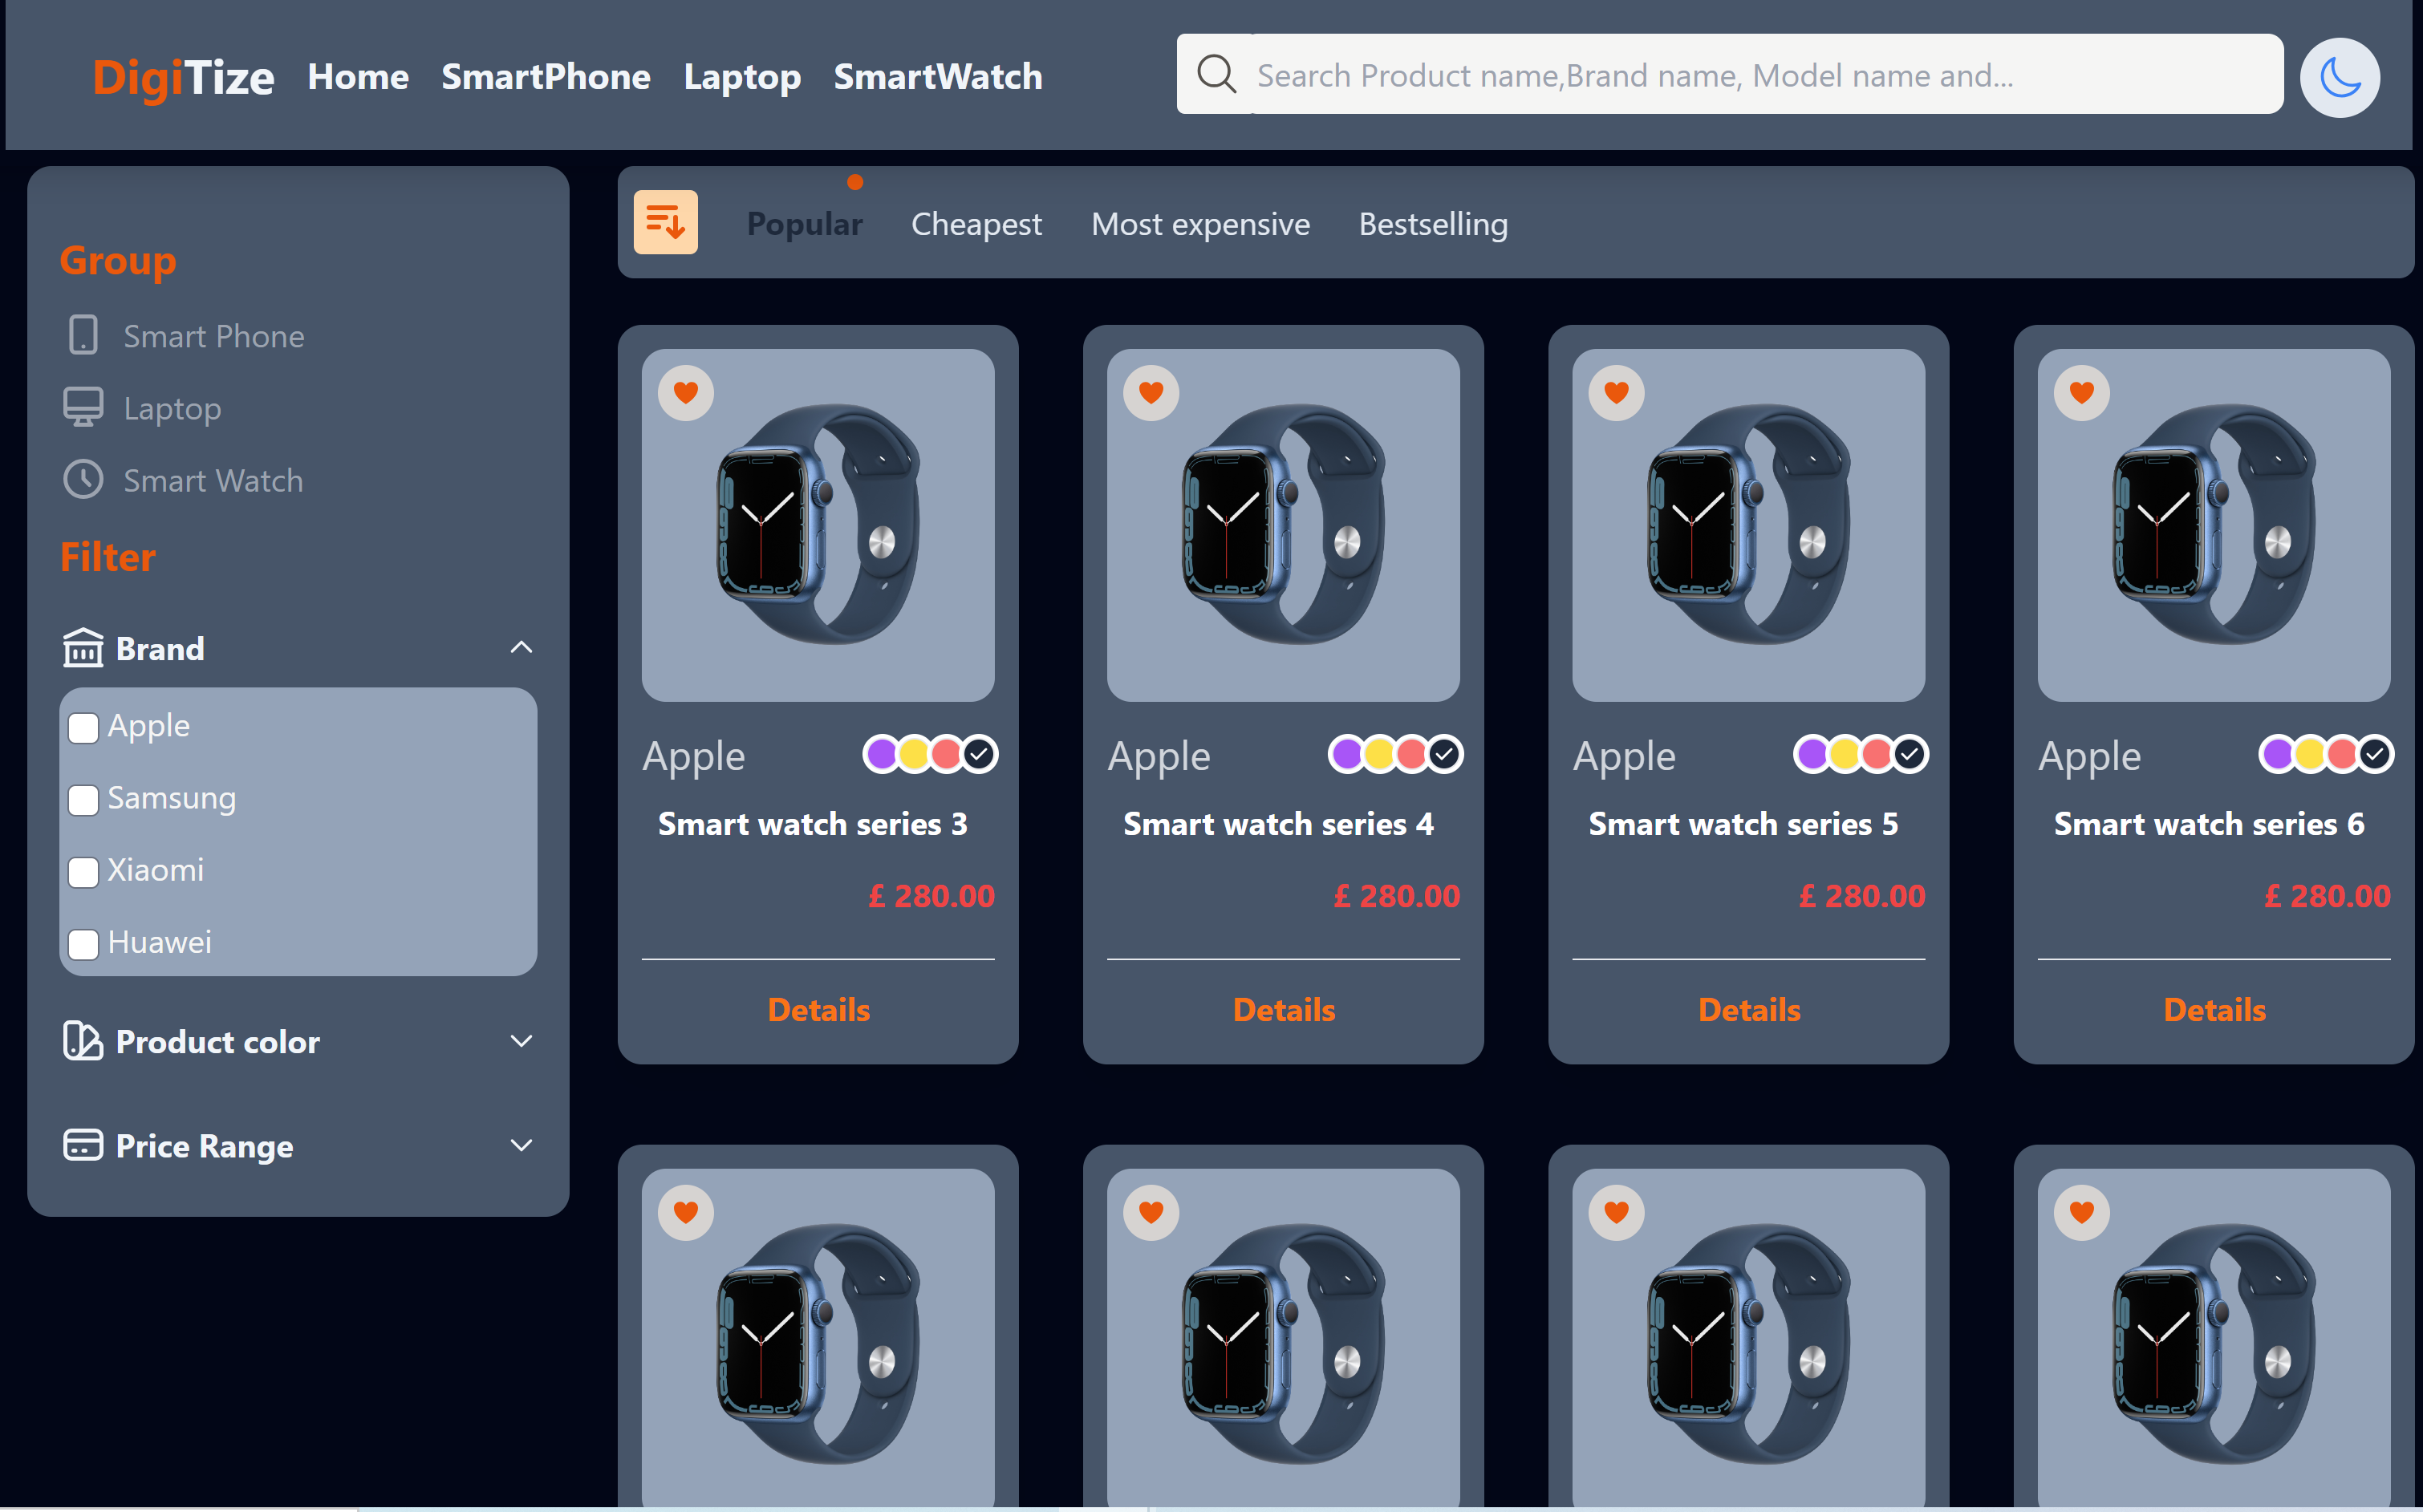 DigiTize Home SmartPhone Laptop SmartWatch
Search Product name,Brand name, Model name and...
Group
Smart Phone
Laptop
Smart Watch
Filter
Brand
Apple
Samsung
Xiaomi
Huawei
Product color
Price Range
Popular Cheapest Most expensive Bestselling
Apple
Smart watch series 3
£ 280.00
Details
Apple
Smart watch series 4
£ 280.00
Details
Apple
Smart watch series 5
£ 280.00
Details
Apple
Smart watch series 6
£ 280.00
Details